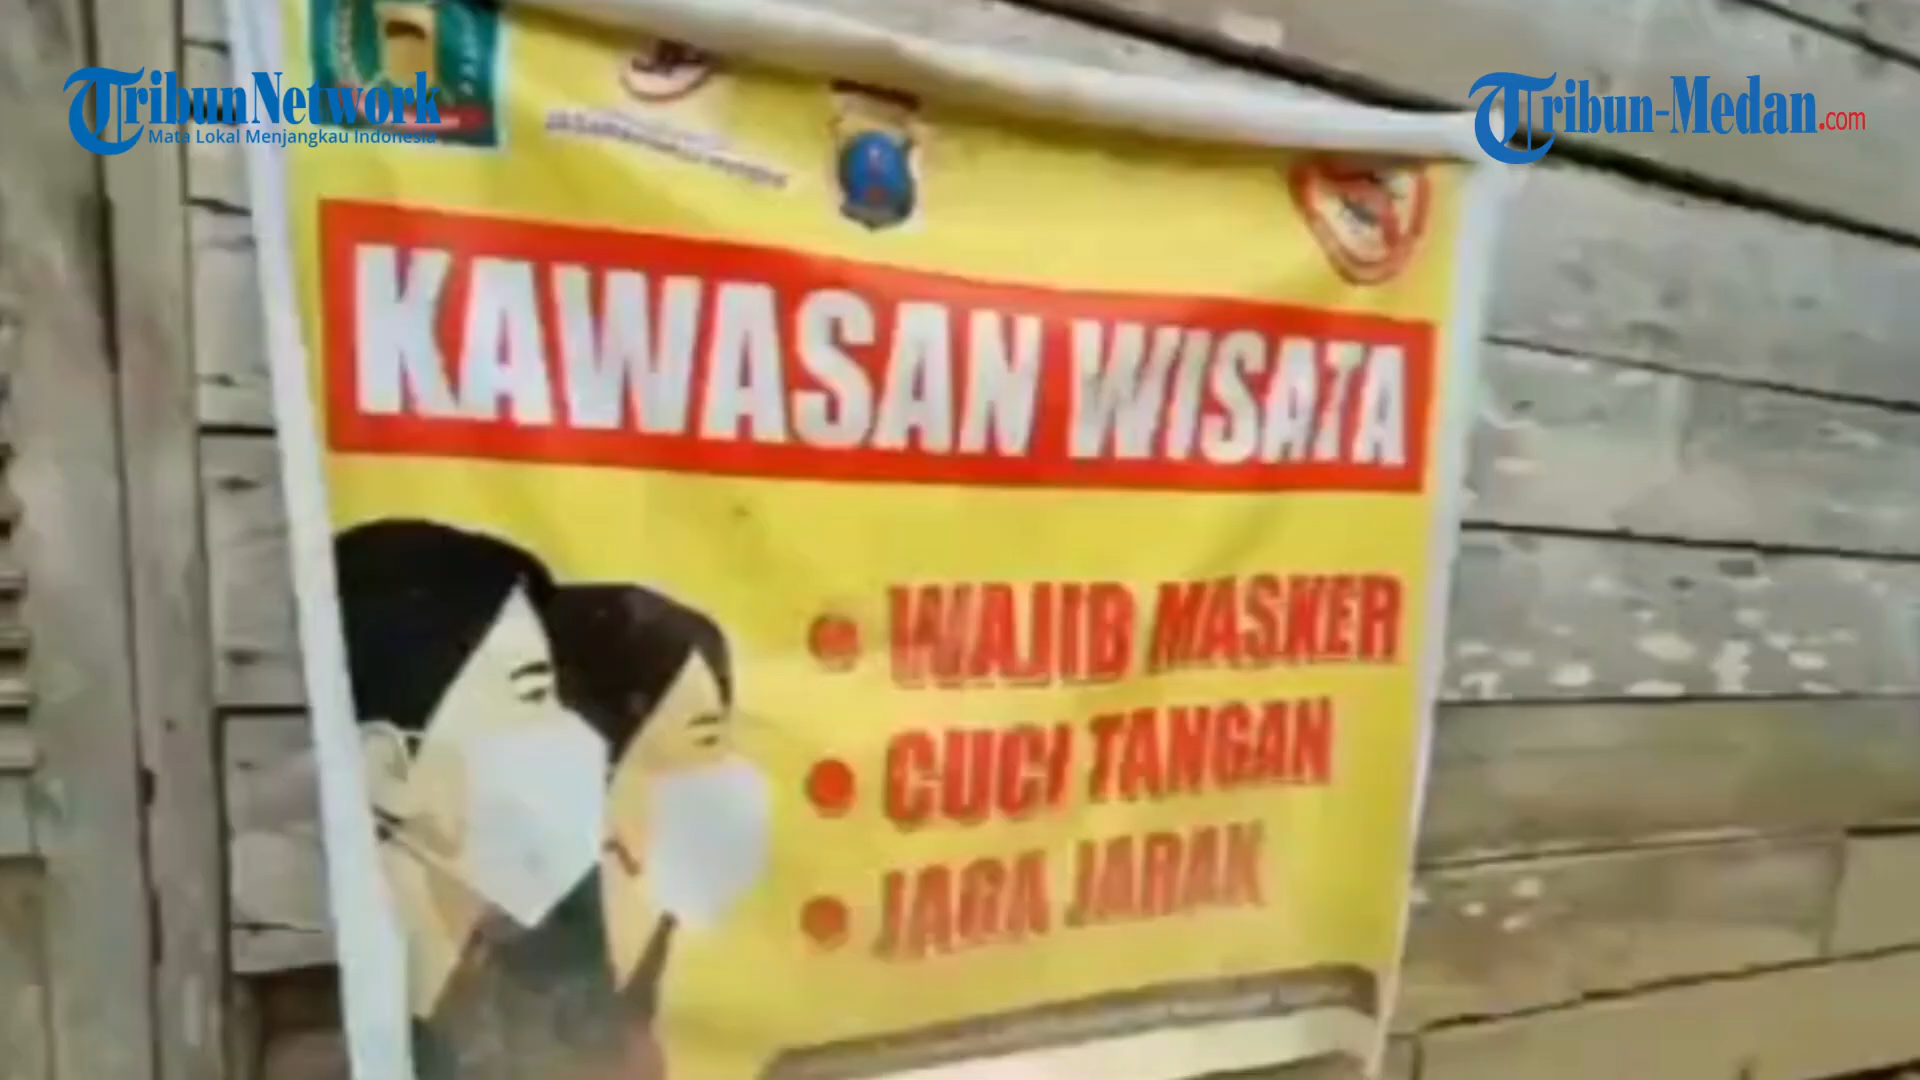 TribunNetwork
Mata Lokal Menjangkau Indonesia
Tribun-Medan.com
KAWASAN WISATA
• WAJIB MASKER
• CUCI TANGAN
• JAGA JARAK